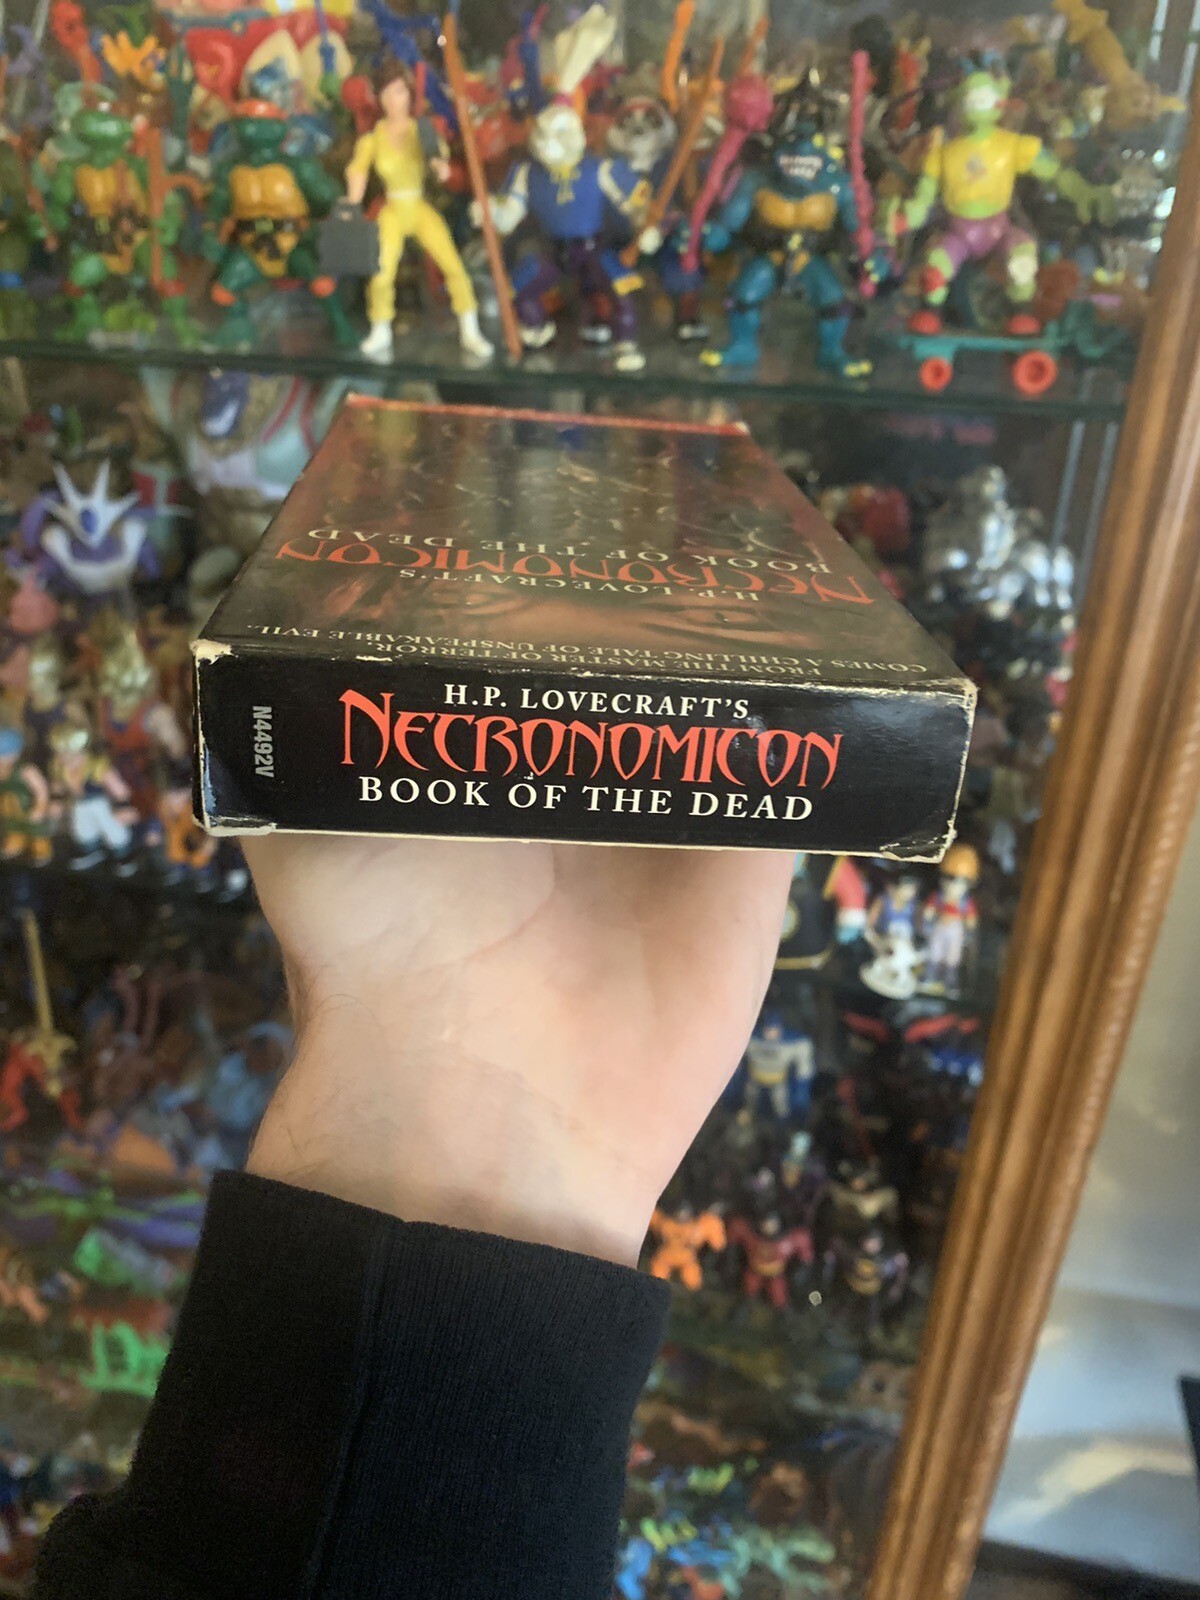 BOOK OF THE DEAD
NECRONOMICON
H.P. LOVECRAFT'S
COMES A CHILLING TALE OF UNSPEAKABLE EVIL.
FROM THE MASTER OF TERROR,
N4492V
H.P. LOVECRAFT'S
NECRONOMICON
BOOK OF THE DEAD